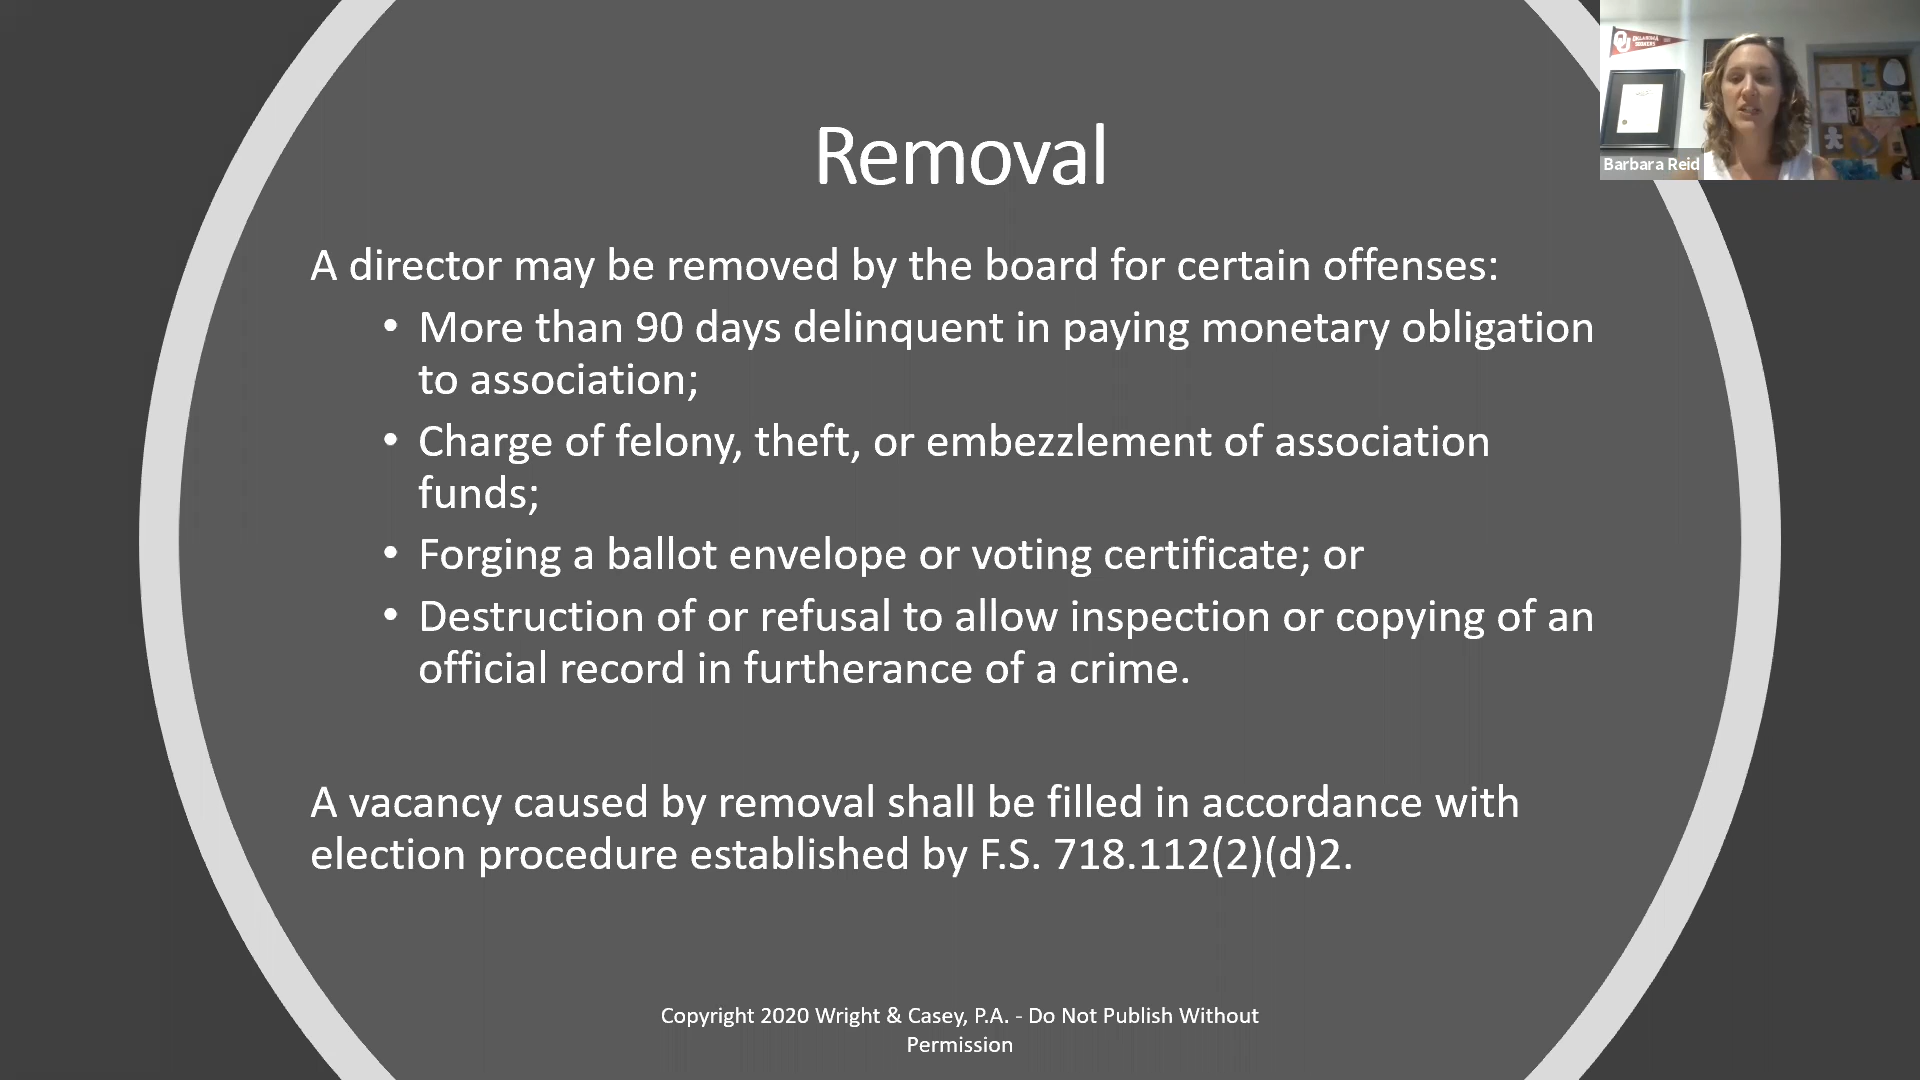 Removal
A director may be removed by the board for certain offenses:
• More than 90 days delinquent in paying monetary obligation
to association;
• Charge of felony, theft, or embezzlement of association
funds;
• Forging a ballot envelope or voting certificate; or
• Destruction of or refusal to allow inspection or copying of an
official record in furtherance of a crime.
A vacancy caused by removal shall be filled in accordance with
election procedure established by F.S. 718.112(2)(d)2.
Copyright 2020 Wright & Casey, P.A. - Do Not Publish Without
Permission
OU
OKLAHOMA
SOONERS
Barbara Reid